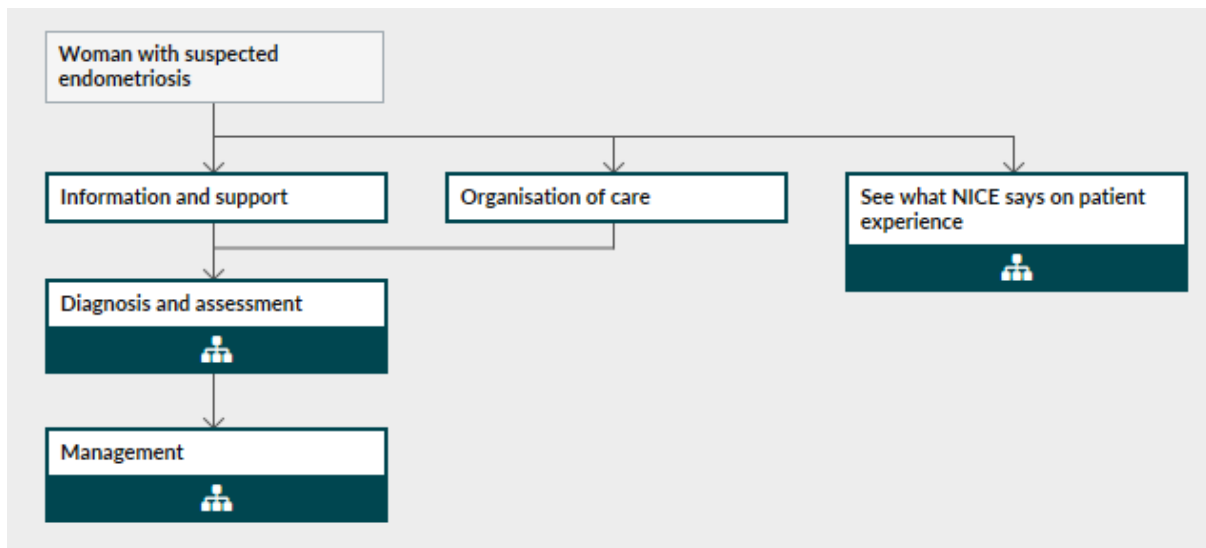 Woman with suspected
endometriosis
Information and support
Organisation of care
See what NICE says on patient
experience
Diagnosis and assessment
Management